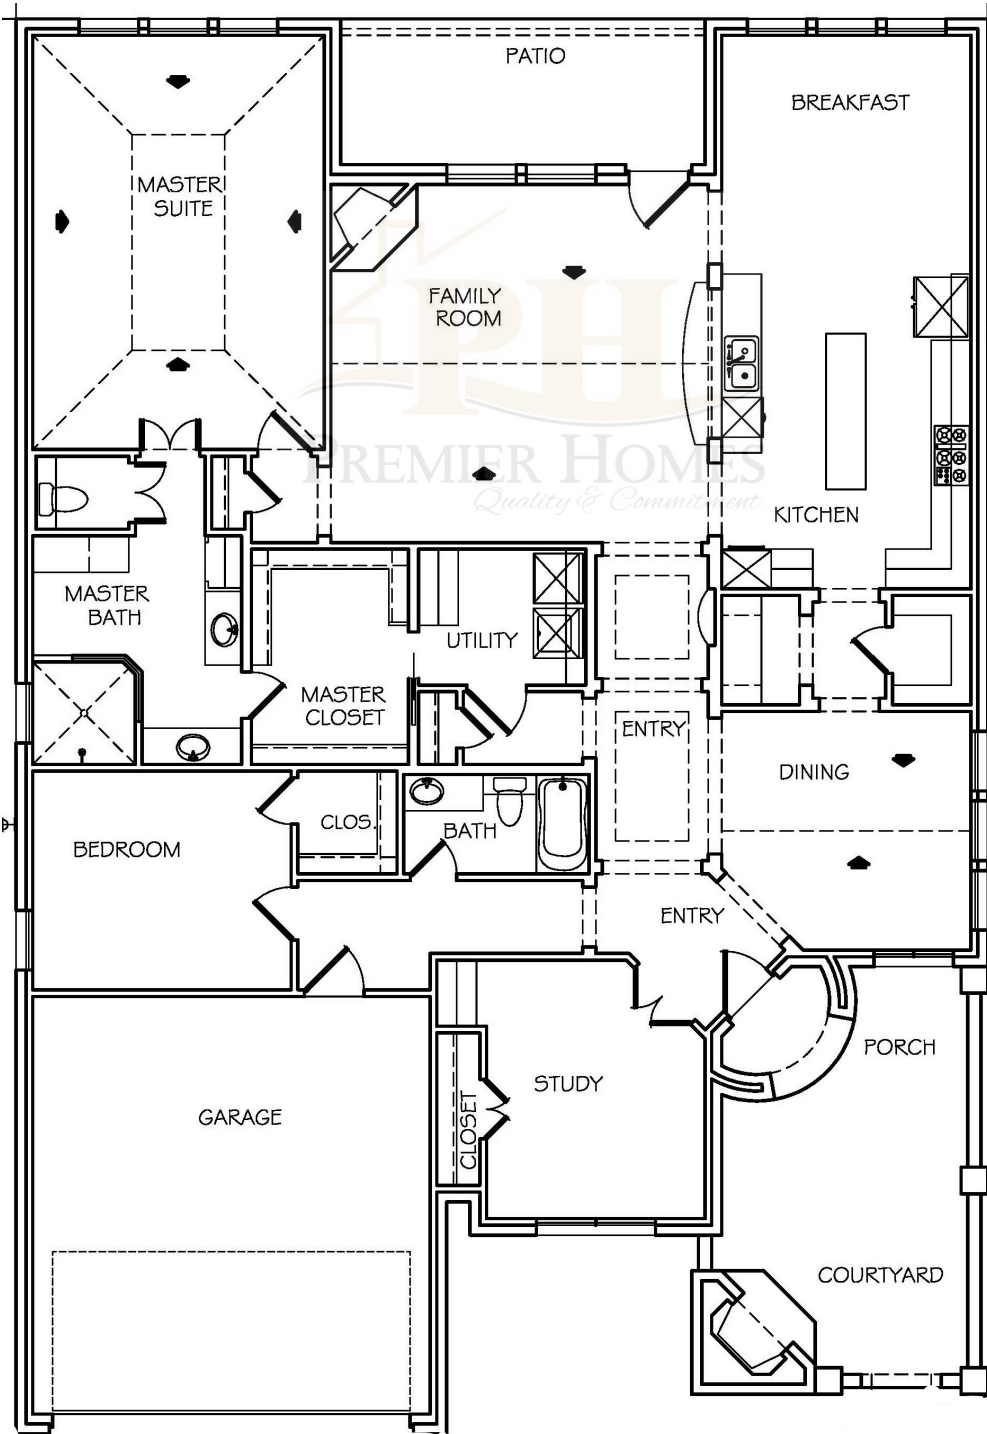 PATIO
BREAKFAST
MASTER
SUITE
FAMILY
ROOM
PH
PREMIER HOMES
Quality & Commitment
KITCHEN
MASTER
BATH
UTILITY
MASTER
CLOSET
ENTRY
DINING
CLOS.
BATH
BEDROOM
ENTRY
PORCH
STUDY
CLOSET
GARAGE
COURTYARD